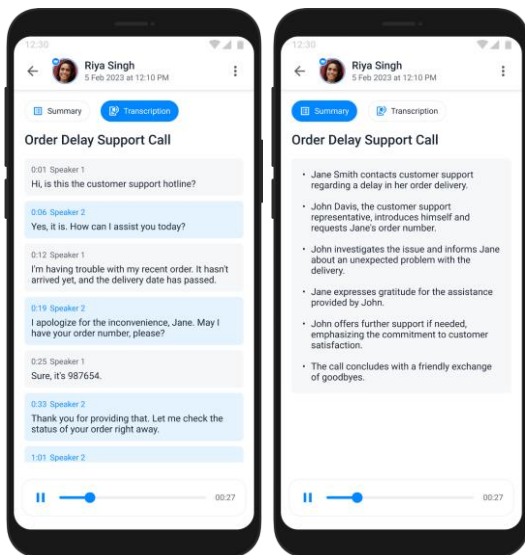 12:30
Riya Singh
5 Feb 2023 at 12:10 PM
Summary
Transcription
Order Delay Support Call
0:01 Speaker 1
Hi, is this the customer support hotline?
0:06 Speaker 2
Yes, it is. How can I assist you today?
0:12 Speaker 1
I'm having trouble with my recent order. It hasn't
arrived yet, and the delivery date has passed.
0:19 Speaker 2
I apologize for the inconvenience, Jane. May I
have your order number, please?
0:25 Speaker 1
Sure, it's 987654.
0:33 Speaker 2
Thank you for providing that. Let me check the
status of your order right away.
1:01 Speaker 2
00:27
12:30
Riya Singh
5 Feb 2023 at 12:10 PM
Summary
Transcription
Order Delay Support Call
• Jane Smith contacts customer support
regarding a delay in her order delivery.
• John Davis, the customer support
representative, introduces himself and
requests Jane's order number.
• John investigates the issue and informs Jane
about an unexpected problem with the
delivery.
• Jane expresses gratitude for the assistance
provided by John.
• John offers further support if needed,
emphasizing the commitment to customer
satisfaction.
• The call concludes with a friendly exchange
of goodbyes.
00:27